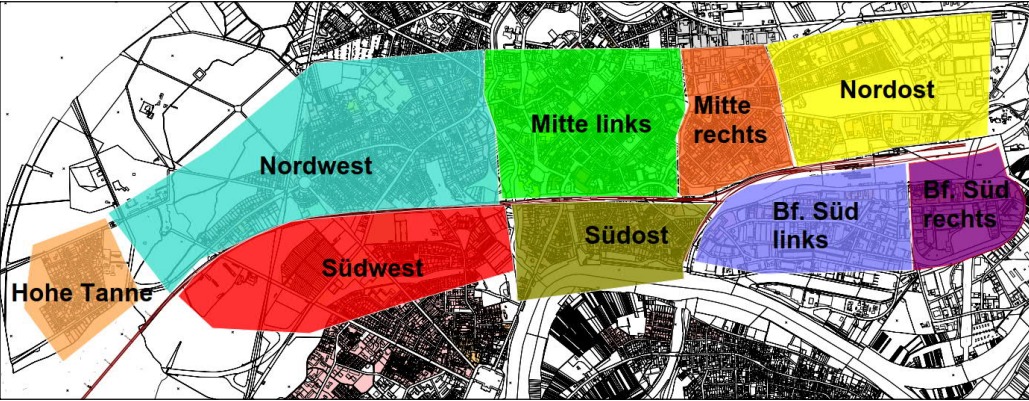 Nordost
Mitte links
Mitte
rechts
Nordwest
Bf. Süd
links
Bf. Süd
rechts
Südost
Südwest
Hohe Tanne